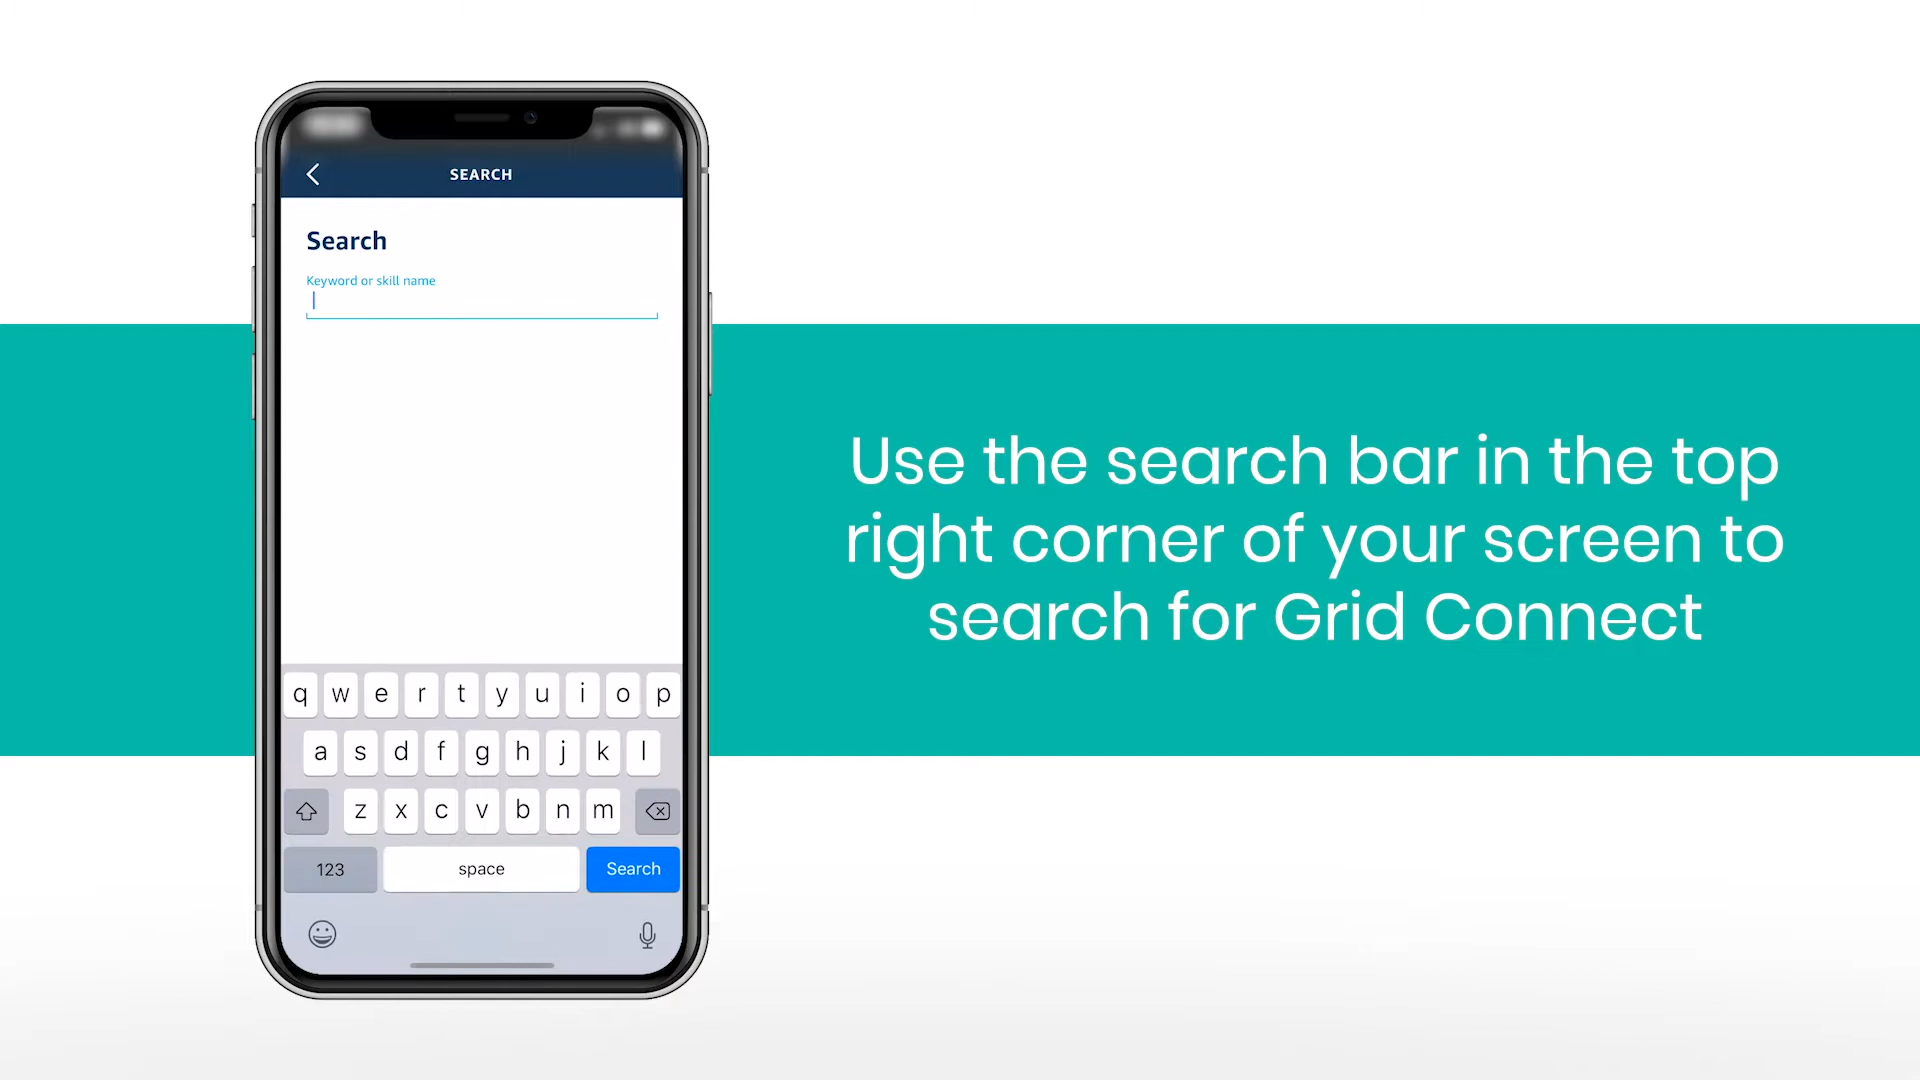 SEARCH
Search
Keyword or skill name
q w e r t y u i o p
a s d f g h j k l
z x c v b n m
123 space Search
Use the search bar in the top
right corner of your screen to
search for Grid Connect